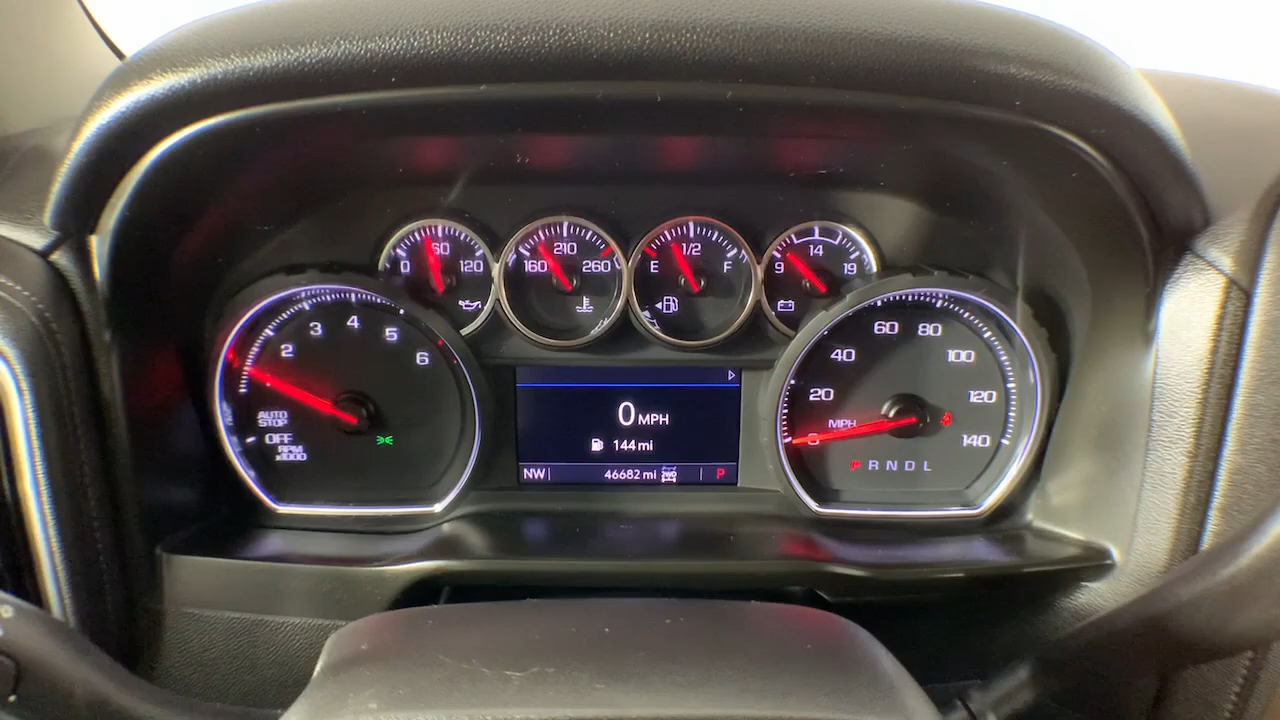 60
0 120
210
160 260
1/2
E F
14
9 19
2 3 4 5 6
AUTO
STOP
OFF
RPM
x1000
0 MPH
144 mi
NW 46682 mi 2WD P
20 40 60 80 100 120 140
MPH
P R N D L